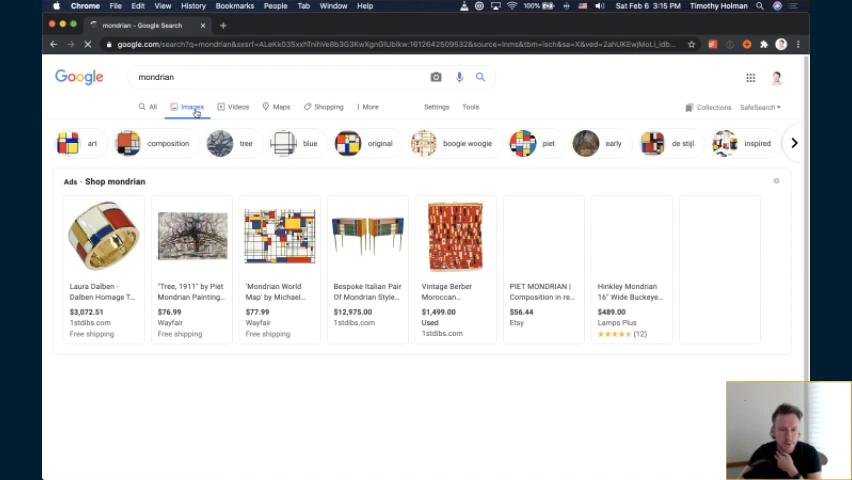 Chrome File Edit View History Bookmarks People Tab Window Help 100% Sat Feb 6 3:15 PM Timothy Holman
mondrian - Google Search
google.com/search?q=mondrian&sxsrf=
Google
mondrian
All Images Videos Maps Shopping More Settings Tools Collections SafeSearch
art composition tree blue original boogie woogie piet early de stijl inspired
Ads · Shop mondrian
Laura Dalben -
Dalben Homage T...
$3,072.51
1stdibs.com
Free shipping
"Tree, 1911" by Piet
Mondrian Painting...
$76.99
Wayfair
Free shipping
'Mondrian World
Map' by Michael...
$77.99
Wayfair
Free shipping
Bespoke Italian Pair
Of Mondrian Style...
$12,975.00
1stdibs.com
Vintage Berber
Moroccan...
$1,499.00
Used
1stdibs.com
PIET MONDRIAN |
Composition in re...
$56.44
Etsy
Hinkley Mondrian
16" Wide Buckeye...
$489.00
Lamps Plus
(12)